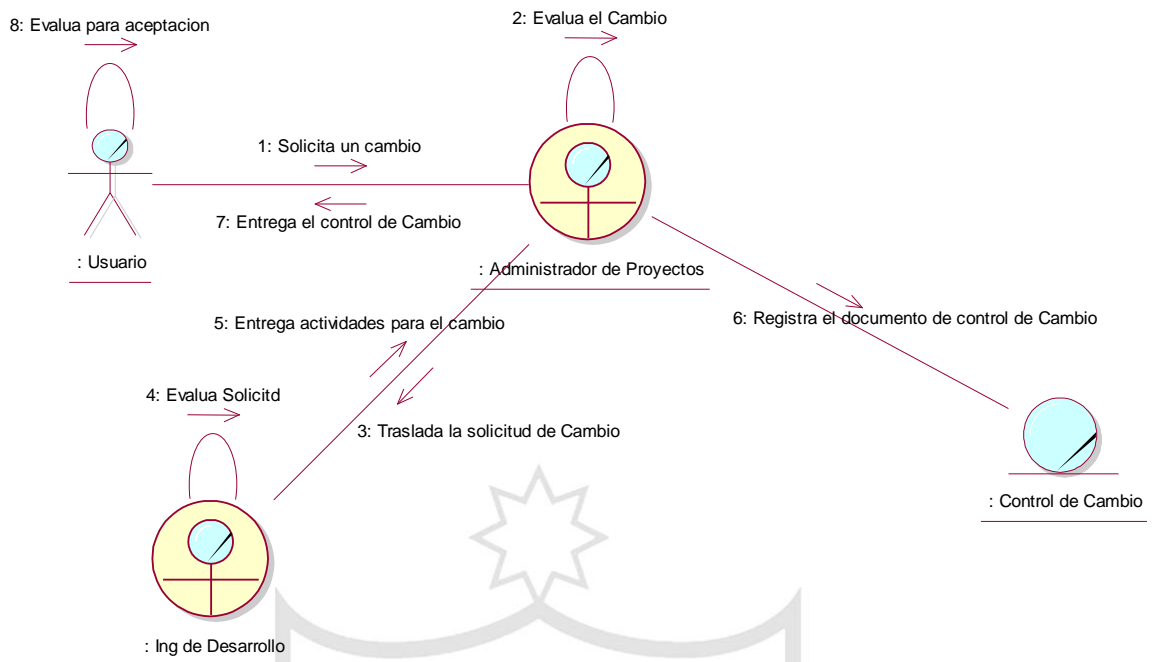 8: Evalua para aceptacion
2: Evalua el Cambio
1: Solicita un cambio
7: Entrega el control de Cambio
: Usuario
: Administrador de Proyectos
5: Entrega actividades para el cambio
6: Registra el documento de control de Cambio
4: Evalua Solicitd
3: Traslada la solicitud de Cambio
: Control de Cambio
: Ing de Desarrollo